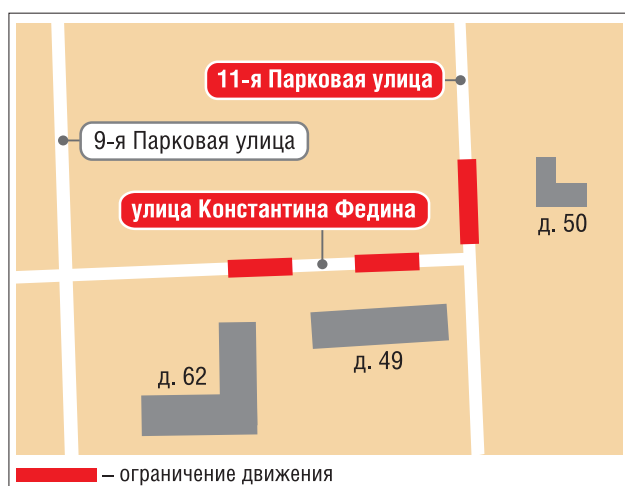 11-я Парковая улица
9-я Парковая улица
улица Константина Федина
д. 50
д. 49
д. 62
– ограничение движения